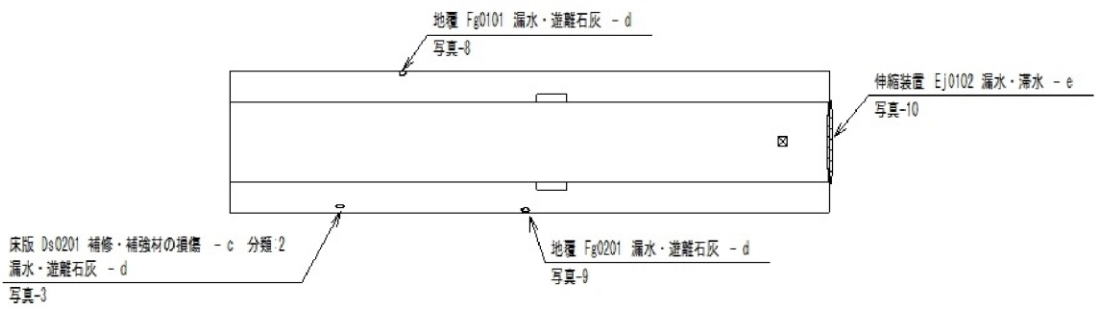 地覆 Fg0101 漏水・遊離石灰 -d
写真-8
伸縮装置 Ej0102 漏水・滞水 -e
写真-10
床版 Ds0201 補修・補強材の損傷 -c 分類:2
漏水・遊離石灰 -d
写真-3
地覆 Fg0201 漏水・遊離石灰 -d
写真-9